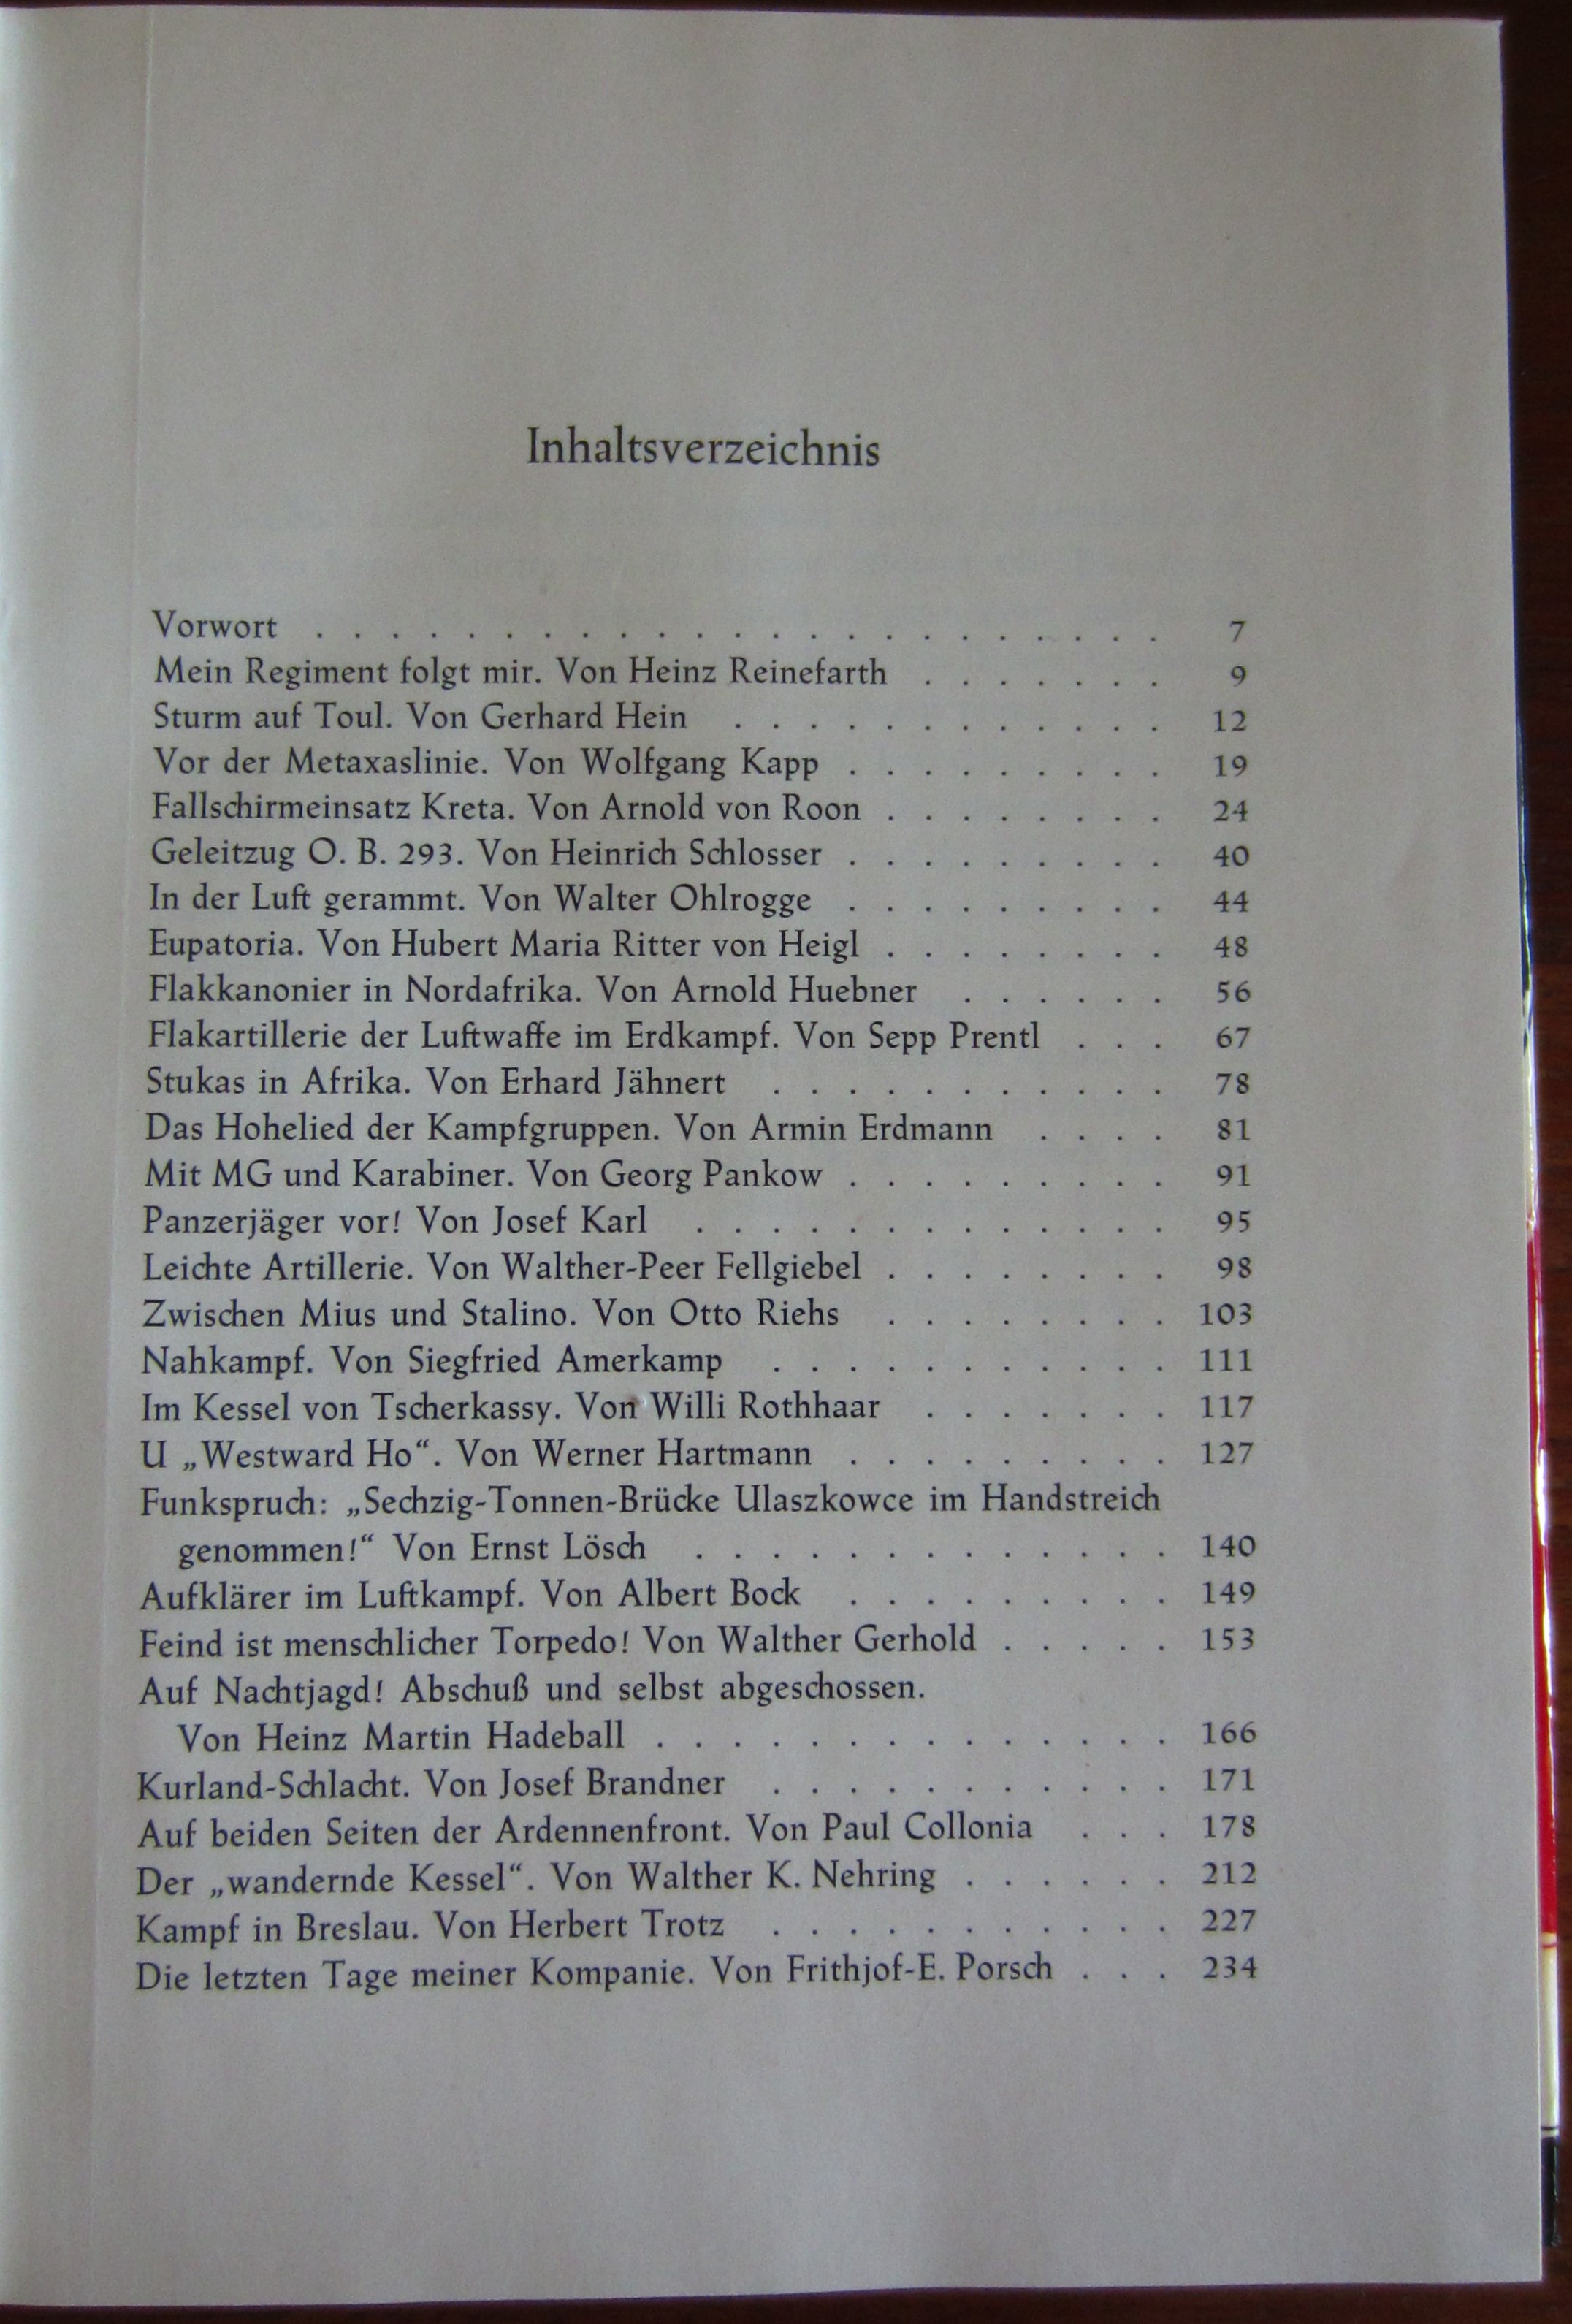 Inhaltsverzeichnis
Vorwort . . . . . . . . . . . . . . . . . . . . . . . 7
Mein Regiment folgt mir. Von Heinz Reinefarth . . . . . . . 9
Sturm auf Toul. Von Gerhard Hein . . . . . . . . . . . . 12
Vor der Metaxaslinie. Von Wolfgang Kapp . . . . . . . . . 19
Fallschirmeinsatz Kreta. Von Arnold von Roon . . . . . . . . 24
Geleitzug O. B. 293. Von Heinrich Schlosser . . . . . . . . . 40
In der Luft gerammt. Von Walter Ohlrogge . . . . . . . . . 44
Eupatoria. Von Hubert Maria Ritter von Heigl . . . . . . . . 48
Flakkanonier in Nordafrika. Von Arnold Huebner . . . . . . 56
Flakartillerie der Luftwaffe im Erdkampf. Von Sepp Prentl . . . 67
Stukas in Afrika. Von Erhard Jähnert . . . . . . . . . . . 78
Das Hohelied der Kampfgruppen. Von Armin Erdmann . . . . 81
Mit MG und Karabiner. Von Georg Pankow . . . . . . . . . 91
Panzerjäger vor! Von Josef Karl . . . . . . . . . . . . . 95
Leichte Artillerie. Von Walther-Peer Fellgiebel . . . . . . . . 98
Zwischen Mius und Stalino. Von Otto Riehs . . . . . . . . 103
Nahkampf. Von Siegfried Amerkamp . . . . . . . . . . . 111
Im Kessel von Tscherkassy. Von Willi Rothhaar . . . . . . . 117
U „Westward Ho“. Von Werner Hartmann . . . . . . . . . 127
Funkspruch: „Sechzig-Tonnen-Brücke Ulaszkowce im Handstreich
genommen!“ Von Ernst Lösch . . . . . . . . . . . . . 140
Aufklärer im Luftkampf. Von Albert Bock . . . . . . . . . 149
Feind ist menschlicher Torpedo! Von Walther Gerhold . . . . . 153
Auf Nachtjagd! Abschuß und selbst abgeschossen.
Von Heinz Martin Hadeball . . . . . . . . . . . . . . 166
Kurland-Schlacht. Von Josef Brandner . . . . . . . . . . . 171
Auf beiden Seiten der Ardennenfront. Von Paul Collonia . . . 178
Der „wandernde Kessel“. Von Walther K. Nehring . . . . . . 212
Kampf in Breslau. Von Herbert Trotz . . . . . . . . . . . 227
Die letzten Tage meiner Kompanie. Von Frithjof-E. Porsch . . . 234